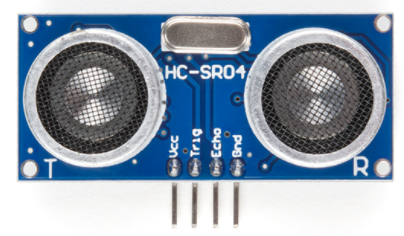 HC-SR04
Vcc
Trig
Echo
Gnd
T
R